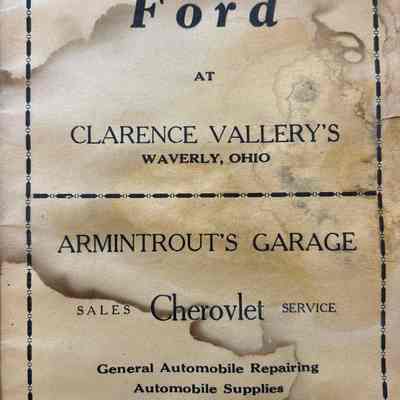 Ford
AT
CLARENCE VALLERY'S
WAVERLY, OHIO
ARMINTROUT'S GARAGE
SALES Cherovlet SERVICE
General Automobile Repairing
Automobile Supplies